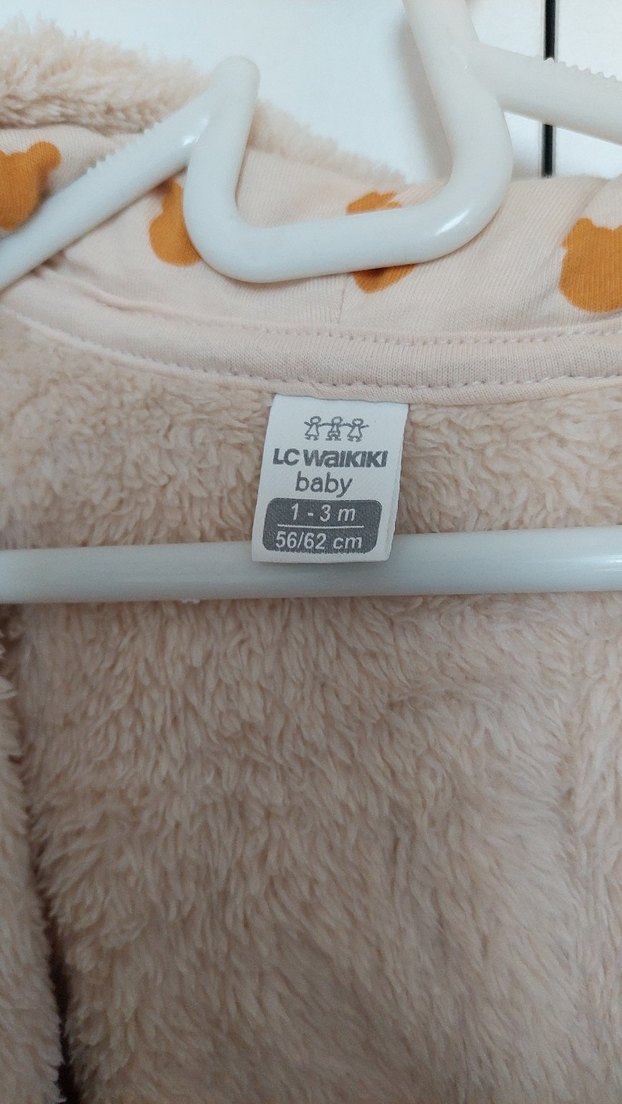 LC WAIKIKI
baby
1 - 3 m
56/62 cm